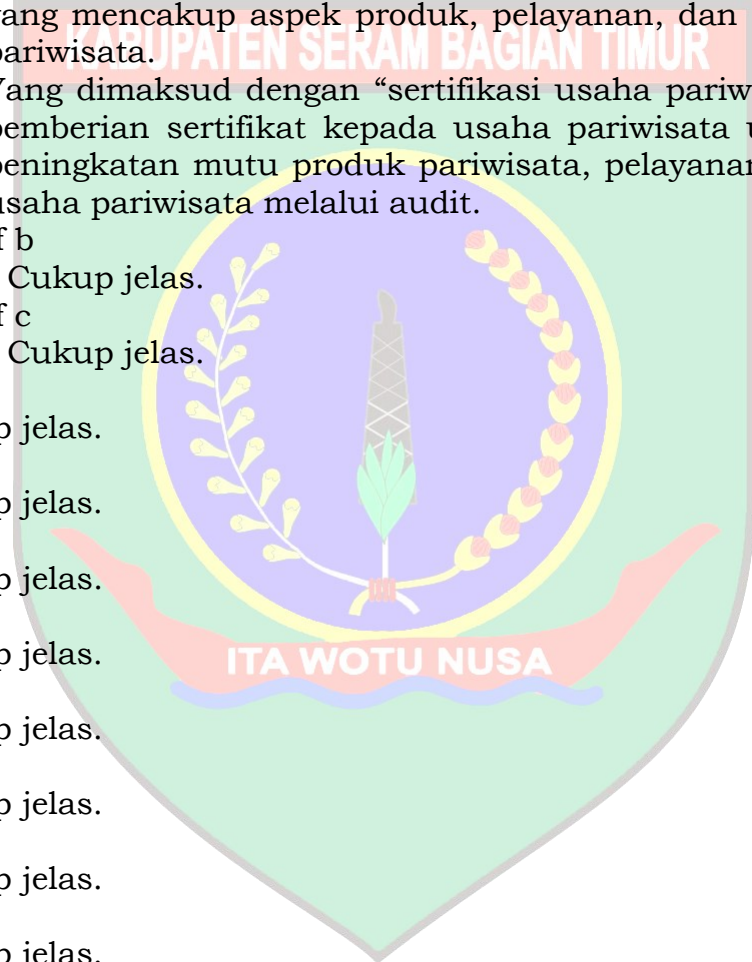 yang mencakup aspek produk, pelayanan, dan
KABUPATEN SERAM BAGIAN TIMUR
pariwisata.
Yang dimaksud dengan “sertifikasi usaha pariw
pemberian sertifikat kepada usaha pariwisata u
peningkatan mutu produk pariwisata, pelayanan
usaha pariwisata melalui audit.
f b
Cukup jelas.
f c
Cukup jelas.
p jelas.
p jelas.
p jelas.
p jelas.
ITA WOTU NUSA
p jelas.
p jelas.
p jelas.
p jelas.